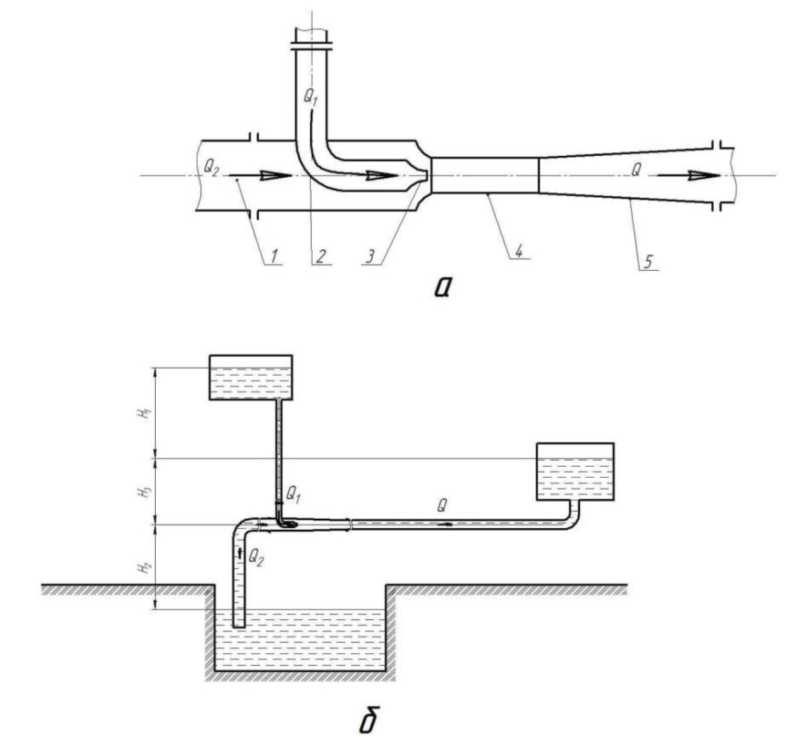 Q₁
Q₂
Q
1
2
3
4
5
а
H₁
H₃
Q₁
Q
Q₂
H₂
б